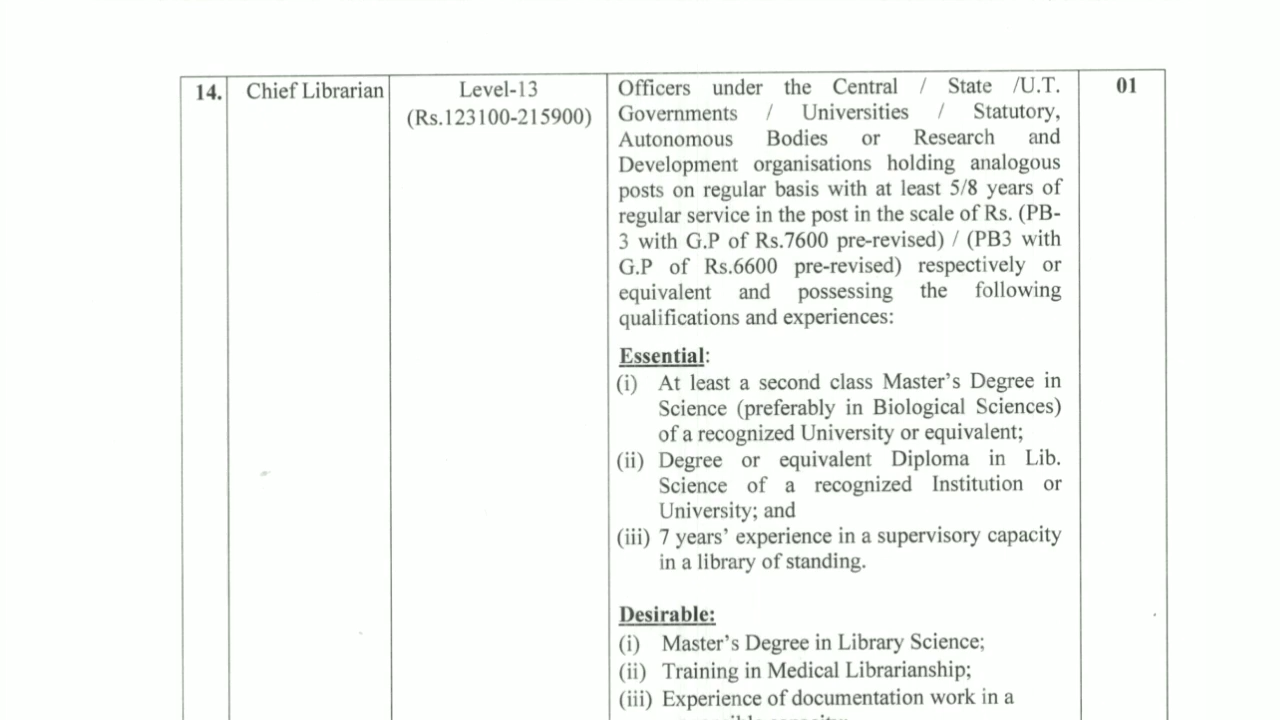 14.
Chief Librarian
Level-13
(Rs.123100-215900)
Officers under the Central / State /U.T.
Governments / Universities / Statutory,
Autonomous Bodies or Research and
Development organisations holding analogous
posts on regular basis with at least 5/8 years of
regular service in the post in the scale of Rs. (PB-
3 with G.P of Rs.7600 pre-revised) / (PB3 with
G.P of Rs.6600 pre-revised) respectively or
equivalent and possessing the following
qualifications and experiences:
Essential:
(i) At least a second class Master's Degree in
Science (preferably in Biological Sciences)
of a recognized University or equivalent;
(ii) Degree or equivalent Diploma in Lib.
Science of a recognized Institution or
University; and
(iii) 7 years' experience in a supervisory capacity
in a library of standing.
Desirable:
(i) Master's Degree in Library Science;
(ii) Training in Medical Librarianship;
(iii) Experience of documentation work in a
01